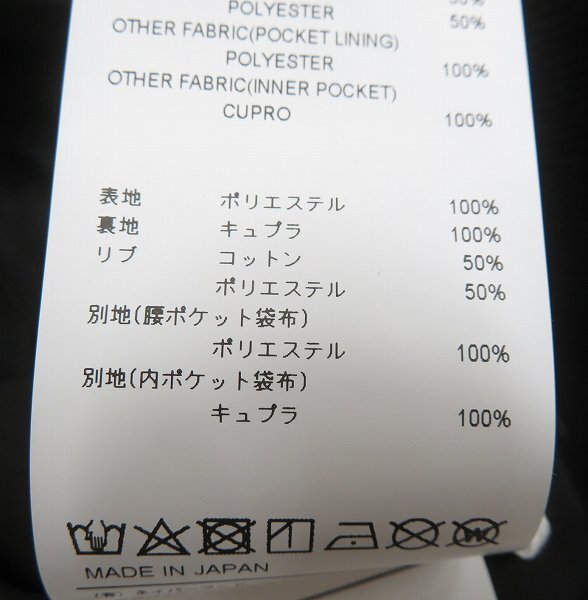 POLYESTER 50%
OTHER FABRIC(POCKET LINING)
POLYESTER 100%
OTHER FABRIC(INNER POCKET)
CUPRO 100%
表地 ポリエステル 100%
裏地 キュプラ 100%
リブ コットン 50%
ポリエステル 50%
別地(腰ポケット袋布)
ポリエステル 100%
別地(内ポケット袋布)
キュプラ 100%
MADE IN JAPAN